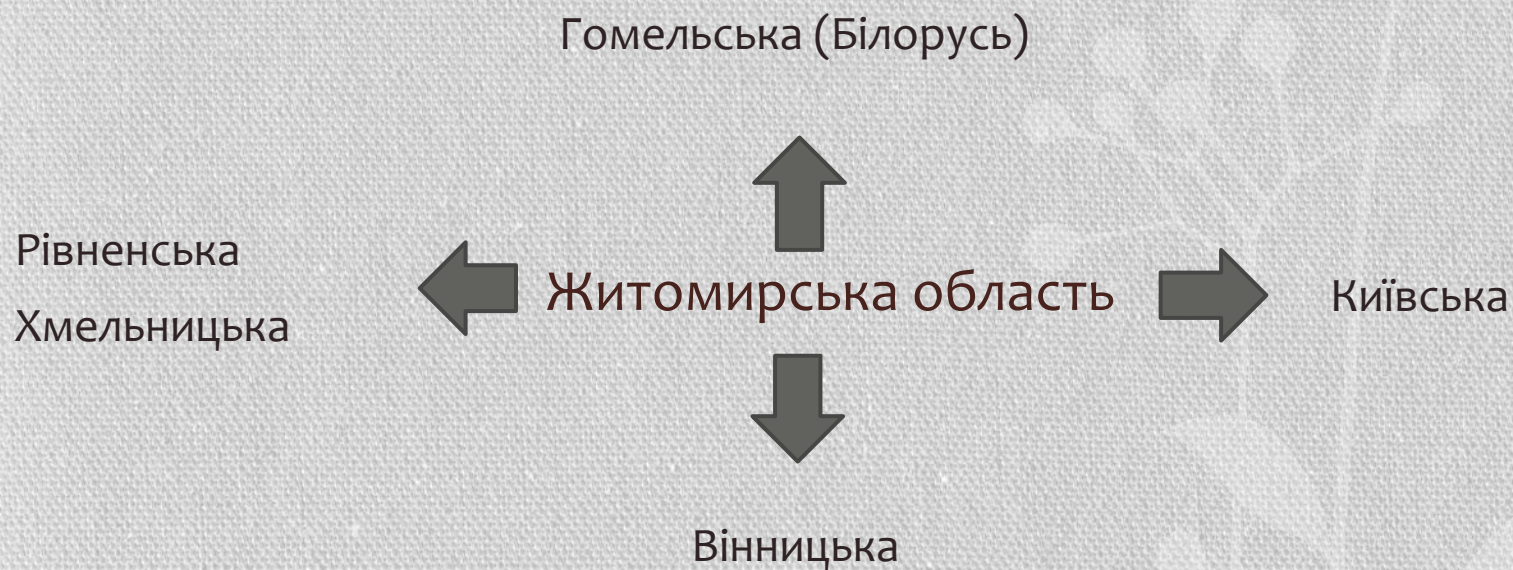 Гомельська (Білорусь)
Рівненська
Хмельницька
Житомирська область
Київська
Вінницька